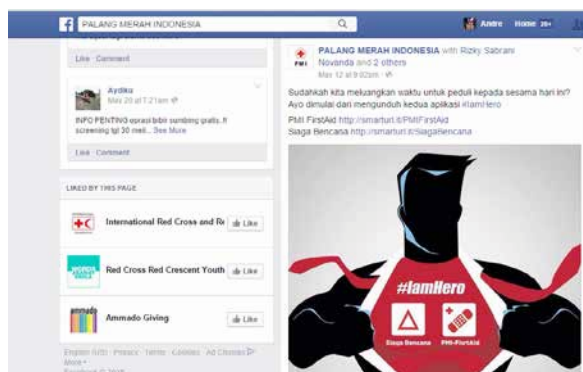 PALANG MERAH INDONESIA
Andre Home 20+
Like · Comment
Aydiku
May 20 at 7:21am
INFO PENTING oprasi bibir sumbing gratis. !!
screening tgl 30 mei... See More
Like · Comment
LIKED BY THIS PAGE
International Red Cross and Re
Like
Red Cross Red Crescent Youth
Like
Ammado Giving
Like
English (US) · Privacy · Terms · Cookies · Ad Choices
More
PALANG MERAH INDONESIA with Rizky Sabrani
PMI
Novanda and 2 others
May 12 at 9:02am
Sudahkah kita meluangkan waktu untuk peduli kepada sesama hari ini?
Ayo dimulai dari mengunduh kedua aplikasi #IamHero
PMI FirstAid http://smarturl.it/PMIFirstAid
Siaga Bencana http://smarturl.it/SiagaBencana
#IamHero
Siaga Bencana
PMI-FirstAid